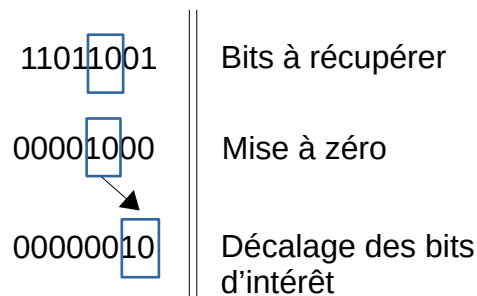 11011001 Bits à récupérer
00001000 Mise à zéro
00000010 Décalage des bits
d'intérêt